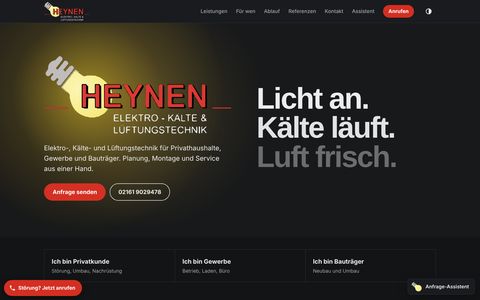 HEYNEN
ELEKTRO - KÄLTE &
LÜFTUNGSTECHNIK
Leistungen
Für wen
Ablauf
Referenzen
Kontakt
Assistent
Anrufen
HEYNEN
ELEKTRO - KÄLTE &
LÜFTUNGSTECHNIK
Elektro-, Kälte- und Lüftungstechnik für Privathaushalte,
Gewerbe und Bauträger. Planung, Montage und Service
aus einer Hand.
Anfrage senden
02161 9029478
Licht an.
Kälte läuft.
Luft frisch.
Ich bin Privatkunde
Störung, Umbau, Nachrüstung
Ich bin Gewerbe
Betrieb, Laden, Büro
Ich bin Bauträger
Neubau und Umbau
Störung? Jetzt anrufen
Anfrage-Assistent